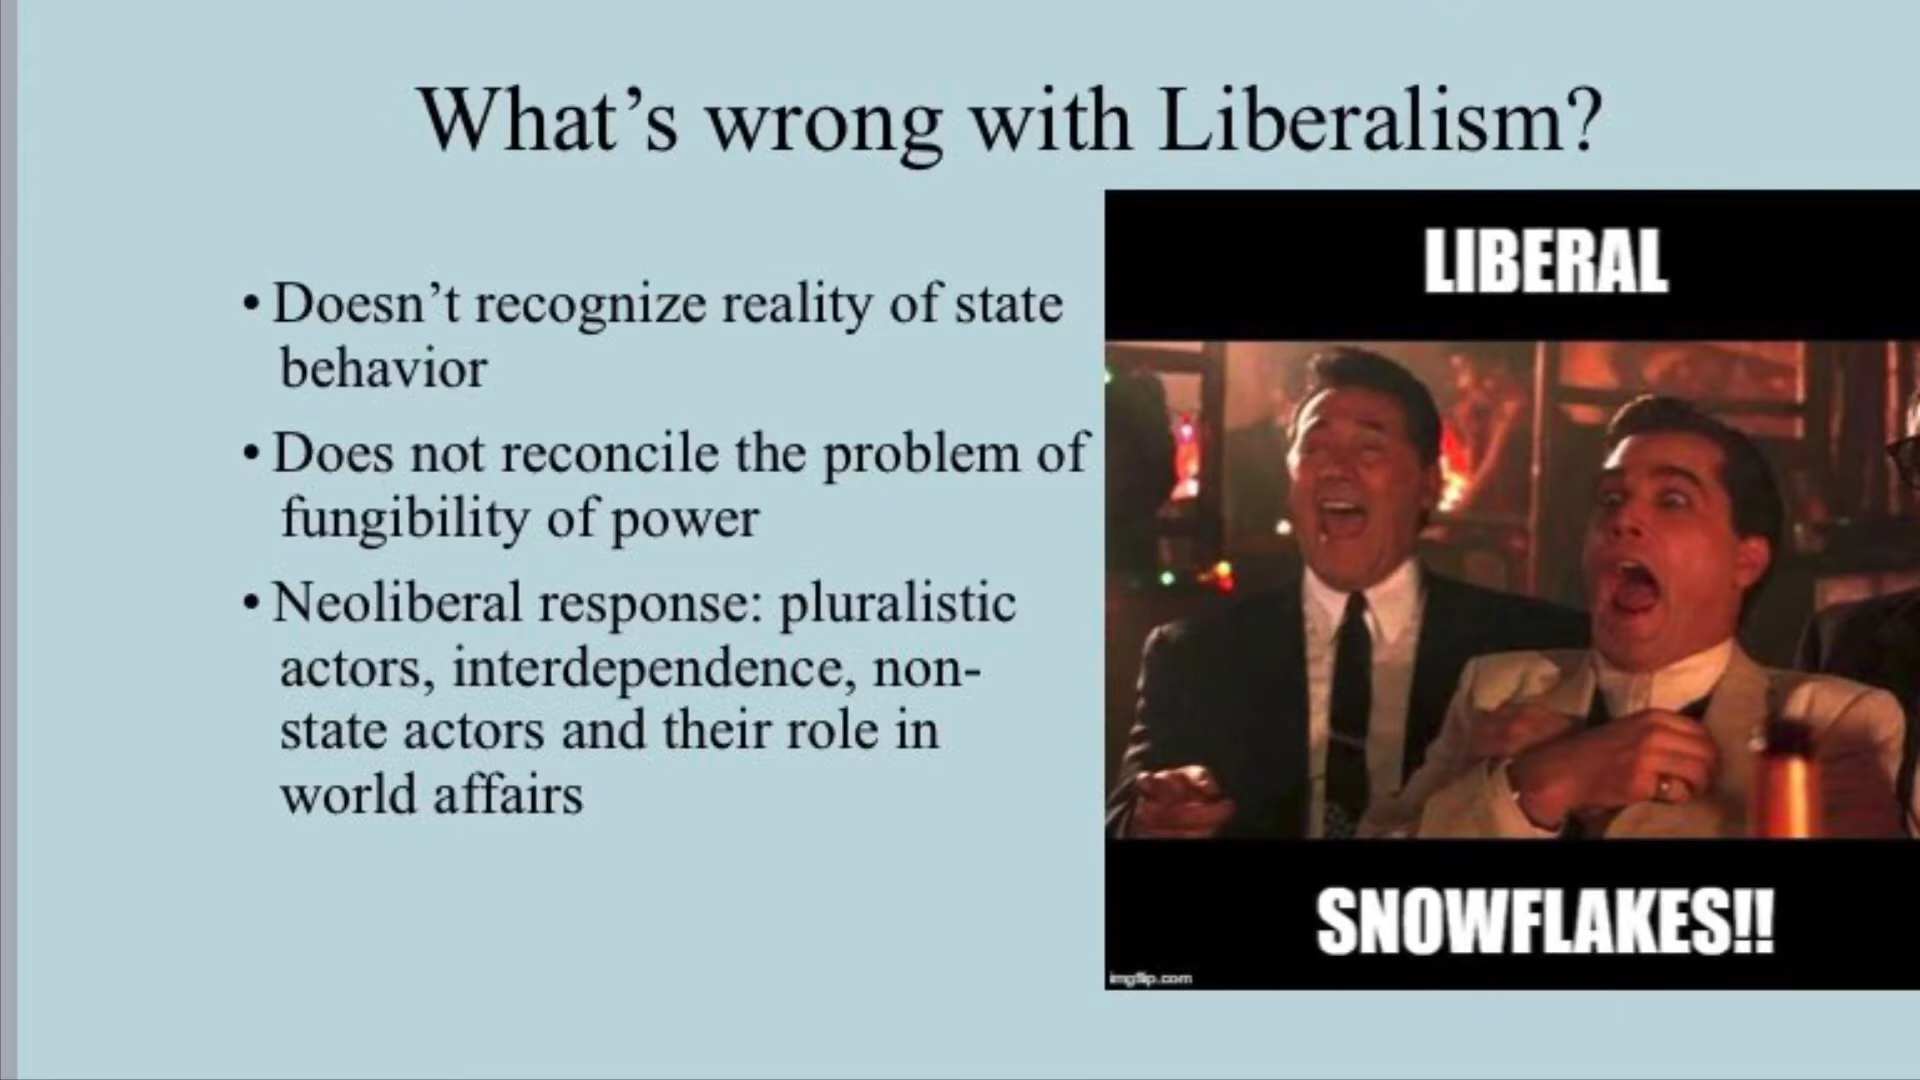 What’s wrong with Liberalism?
• Doesn’t recognize reality of state
behavior
• Does not reconcile the problem of
fungibility of power
• Neoliberal response: pluralistic
actors, interdependence, non-
state actors and their role in
world affairs
LIBERAL
SNOWFLAKES!!
imgflip.com